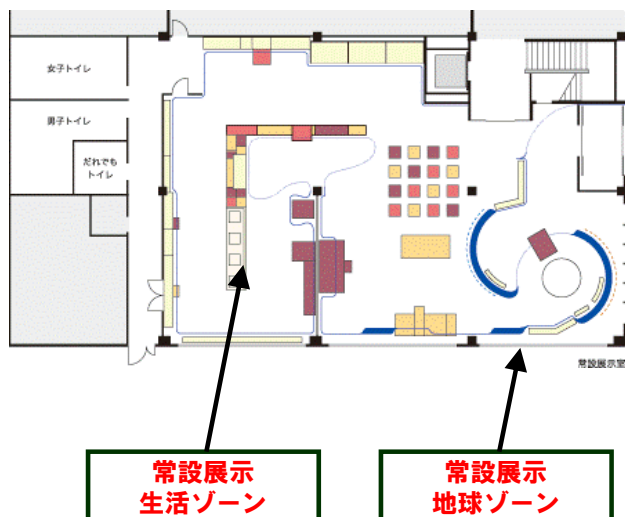 女子トイレ
男子トイレ
だれでも
トイレ
常設展示室
常設展示
生活ゾーン
常設展示
地球ゾーン